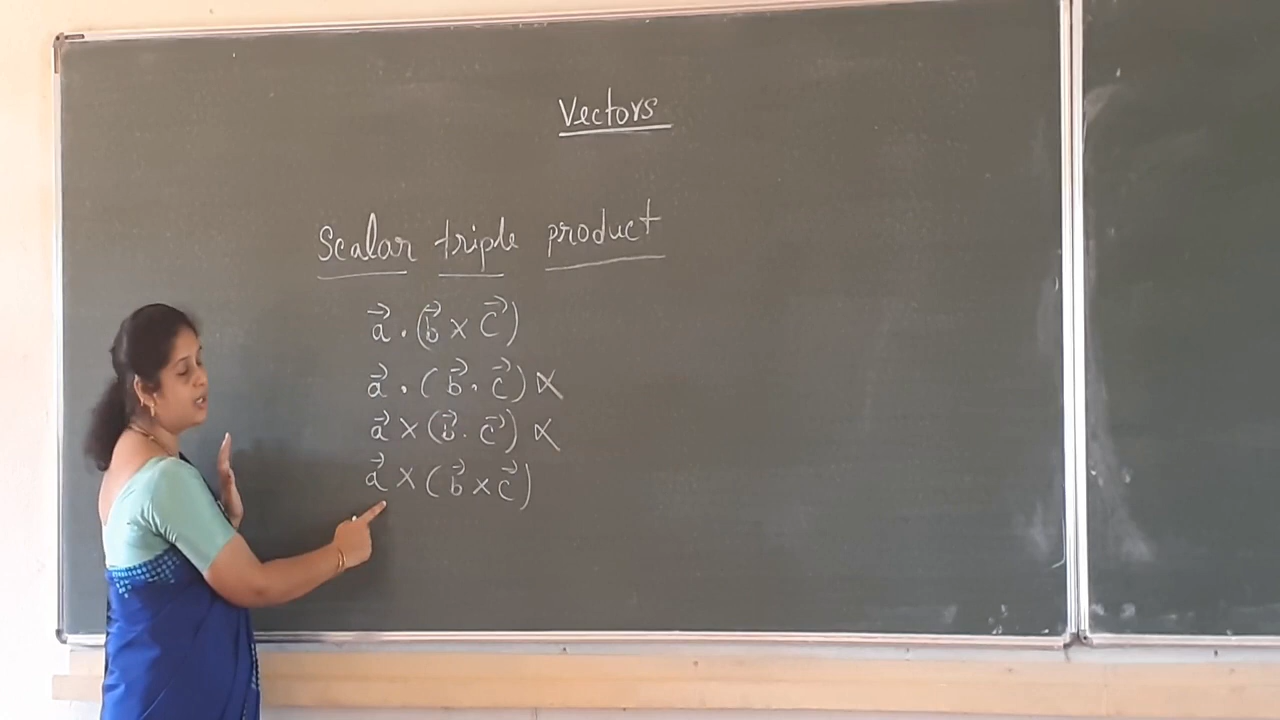 Vectors
Scalar triple product
a⃗ . (b⃗ × c⃗)
a⃗ . (b⃗ . c⃗) ×
a⃗ × (b⃗ . c⃗) ×
a⃗ × (b⃗ × c⃗)